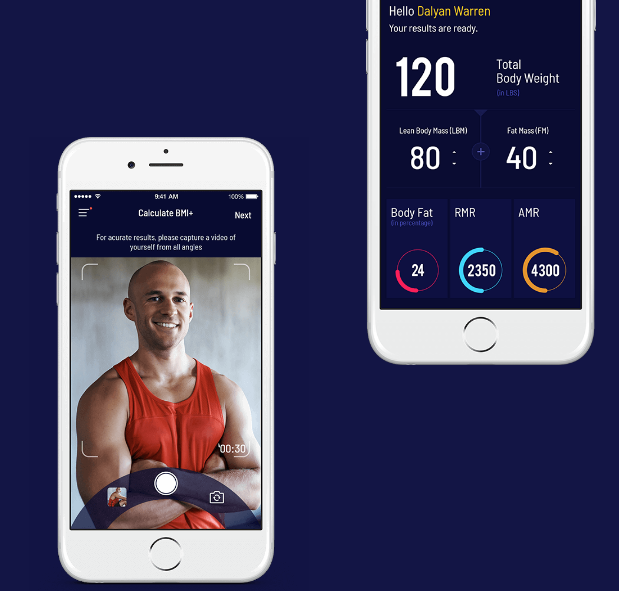 Hello Dalyan Warren
Your results are ready.
120
Total
Body Weight
(in LBS)
Lean Body Mass (LBM)
Fat Mass (FM)
80
40
Body Fat
(in percentage)
RMR
AMR
24
2350
4300
9:41 AM
100%
Calculate BMI+
Next
For acurate results, please capture a video of
yourself from all angles
00:30